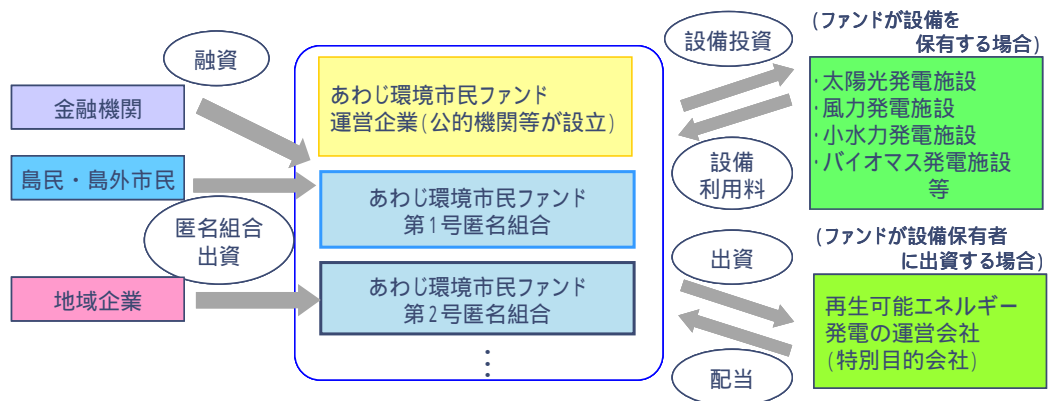 融資
金融機関
島民・島外市民
匿名組合
出資
地域企業
あわじ環境市民ファンド
運営企業(公的機関等が設立)
あわじ環境市民ファンド
第1号匿名組合
あわじ環境市民ファンド
第2号匿名組合
⋮
設備投資
設備
利用料
出資
配当
(ファンドが設備を
保有する場合)
・太陽光発電施設
・風力発電施設
・小水力発電施設
・バイオマス発電施設
等
(ファンドが設備保有者
に出資する場合)
再生可能エネルギー
発電の運営会社
(特別目的会社)